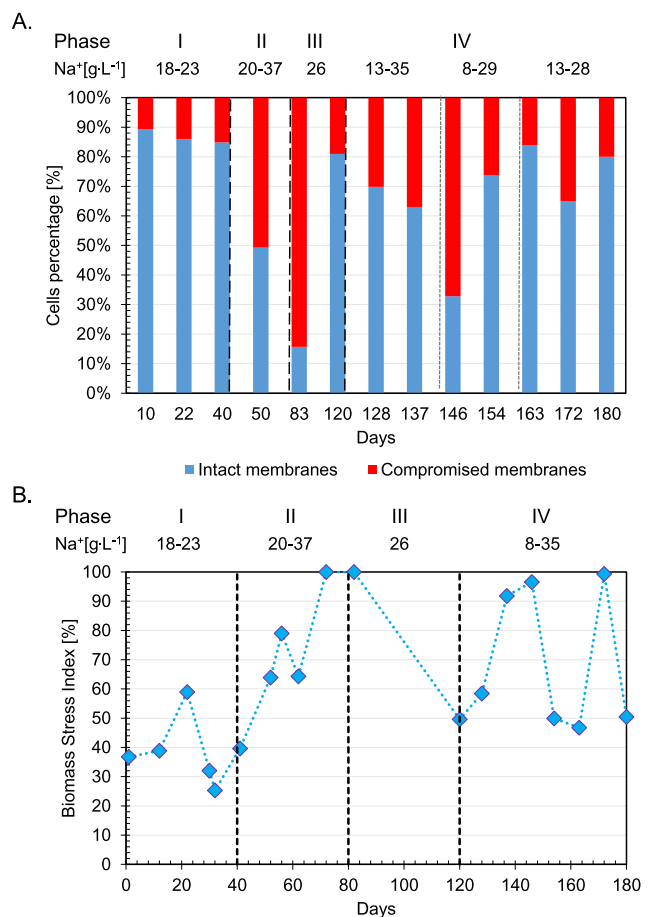 A.
Phase I II III IV
Na⁺[g·L⁻¹] 18-23 20-37 26 13-35 8-29 13-28
100%
90%
80%
70%
60%
50%
40%
30%
20%
10%
0%
Cells percentage [%]
10 22 40 50 83 120 128 137 146 154 163 172 180
Days
Intact membranes Compromised membranes
B.
Phase I II III IV
Na⁺[g·L⁻¹] 18-23 20-37 26 8-35
100
90
80
70
60
50
40
30
20
10
0
Biomass Stress Index [%]
0 20 40 60 80 100 120 140 160 180
Days